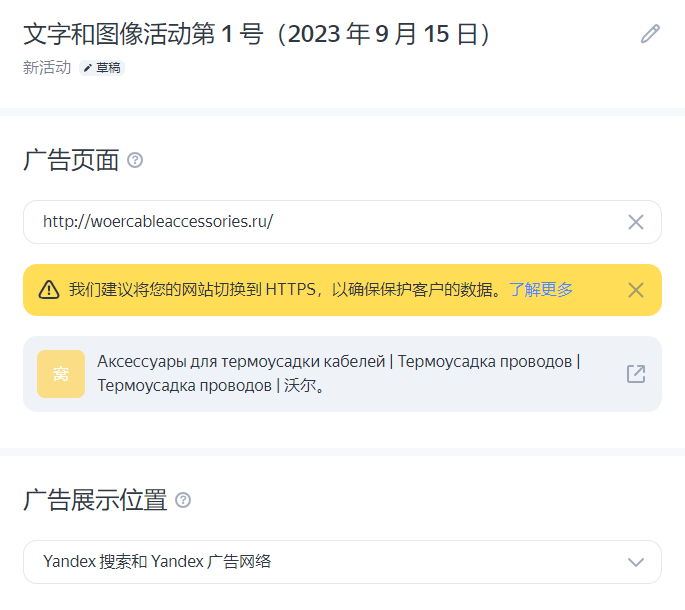 文字和图像活动第 1 号（2023 年 9 月 15 日）
新活动 草稿
广告页面
http://woercableaccessories.ru/
我们建议将您的网站切换到 HTTPS，以确保保护客户的数据。了解更多
窝
Аксессуары для термоусадки кабелей | Термоусадка проводов |
Термоусадка проводов | 沃尔。
广告展示位置
Yandex 搜索和 Yandex 广告网络